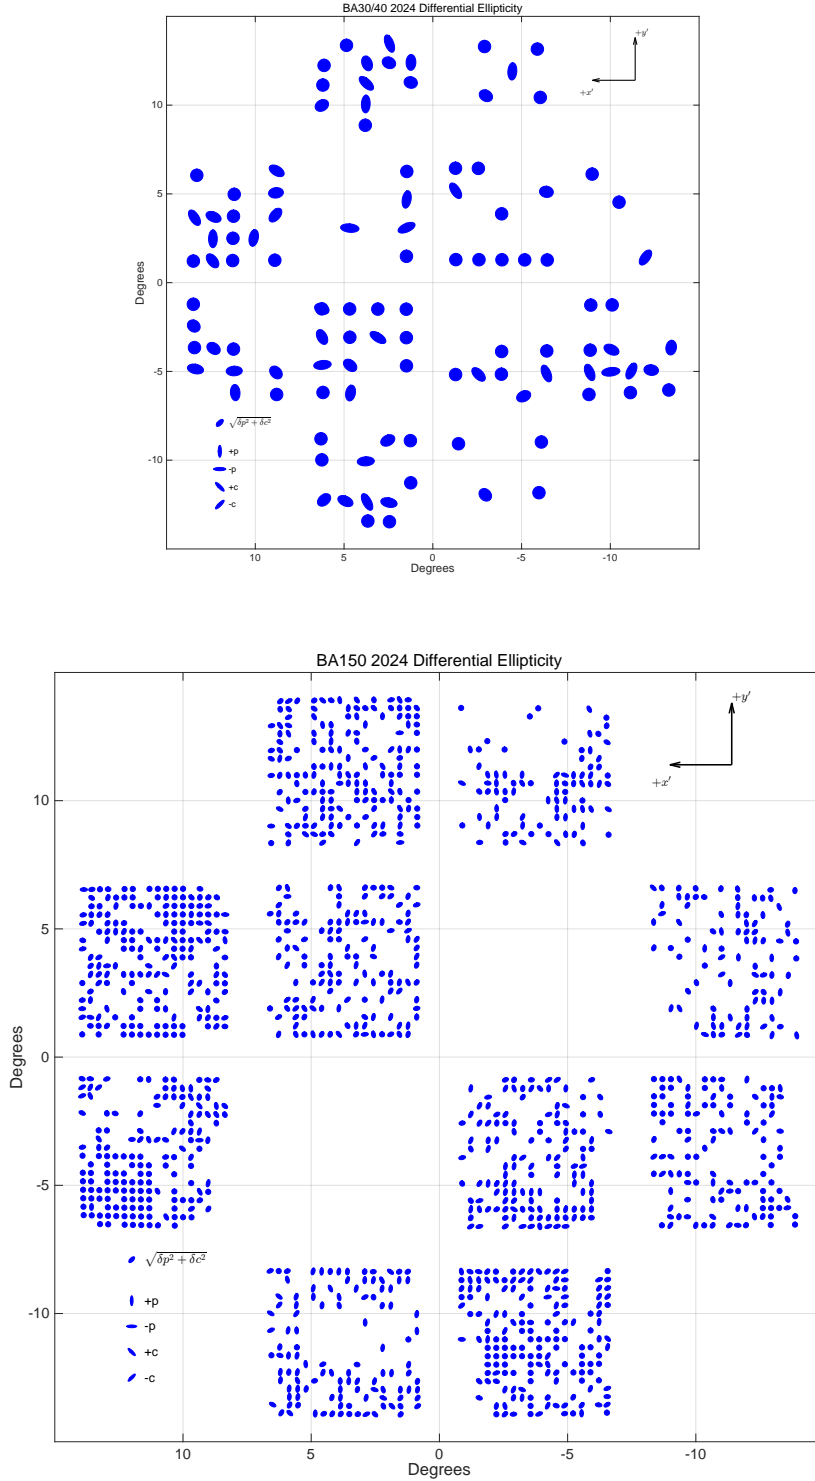 BA30/40 2024 Differential Ellipticity
+y′
+x′
10
5
0
-5
-10
Degrees
√δp² + δc²
+p
-p
+c
-c
10
5
0
-5
-10
Degrees
BA150 2024 Differential Ellipticity
+y′
+x′
10
5
0
-5
-10
Degrees
√δp² + δc²
+p
-p
+c
-c
10
5
0
-5
-10
Degrees